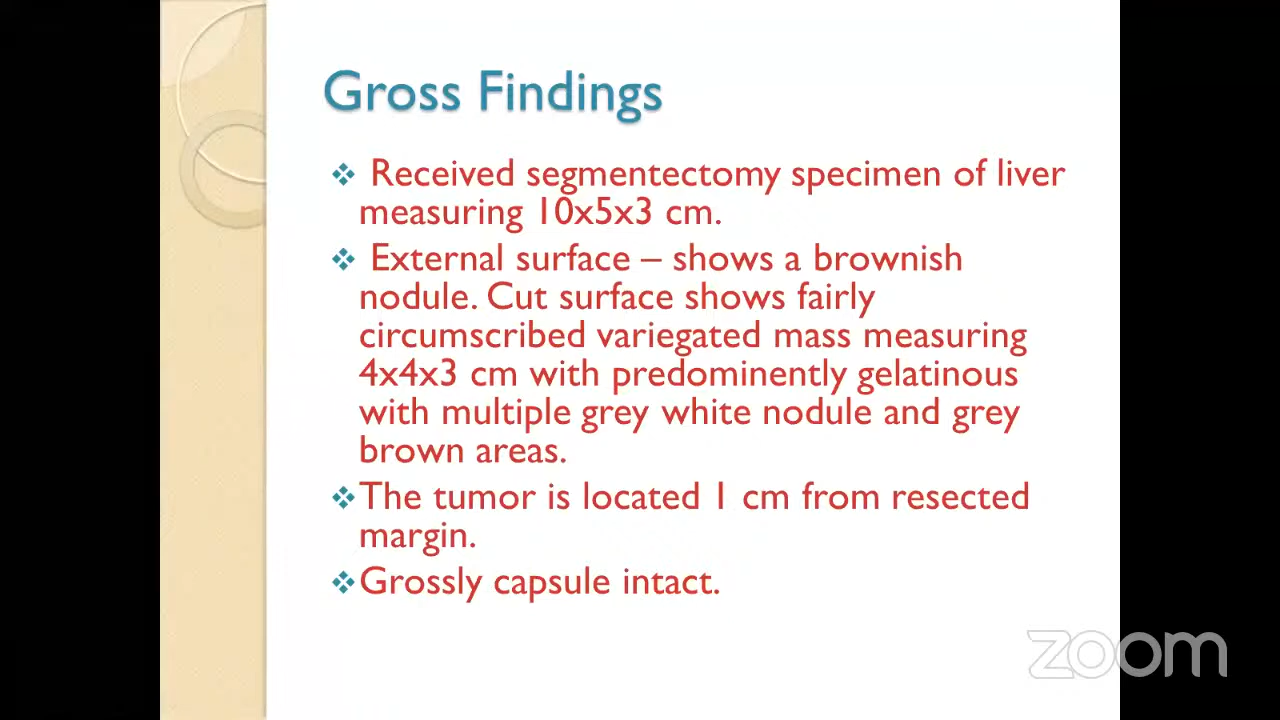 Gross Findings
❖ Received segmentectomy specimen of liver
measuring 10x5x3 cm.
❖ External surface – shows a brownish
nodule. Cut surface shows fairly
circumscribed variegated mass measuring
4x4x3 cm with predominently gelatinous
with multiple grey white nodule and grey
brown areas.
❖The tumor is located 1 cm from resected
margin.
❖Grossly capsule intact.
zoom